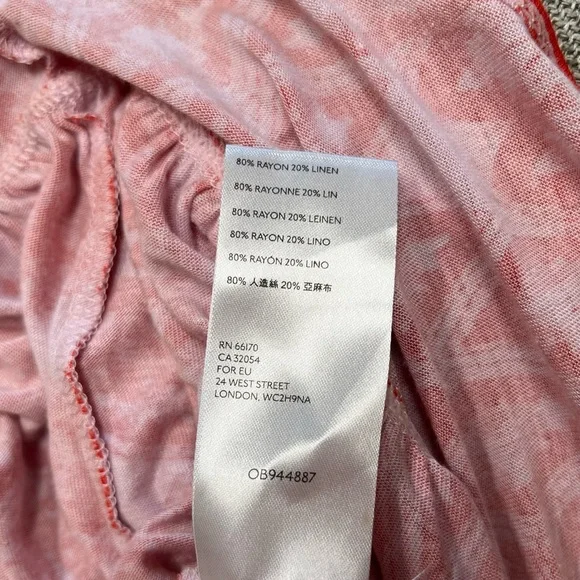 80% RAYON 20% LINEN
80% RAYONNE 20% LIN
80% RAYON 20% LEINEN
80% RAYON 20% LINO
80% RAYÓN 20% LINO
80% 人造絲 20% 亞麻布
RN 66170
CA 32054
FOR EU
24 WEST STREET
LONDON, WC2H9NA
OB944887